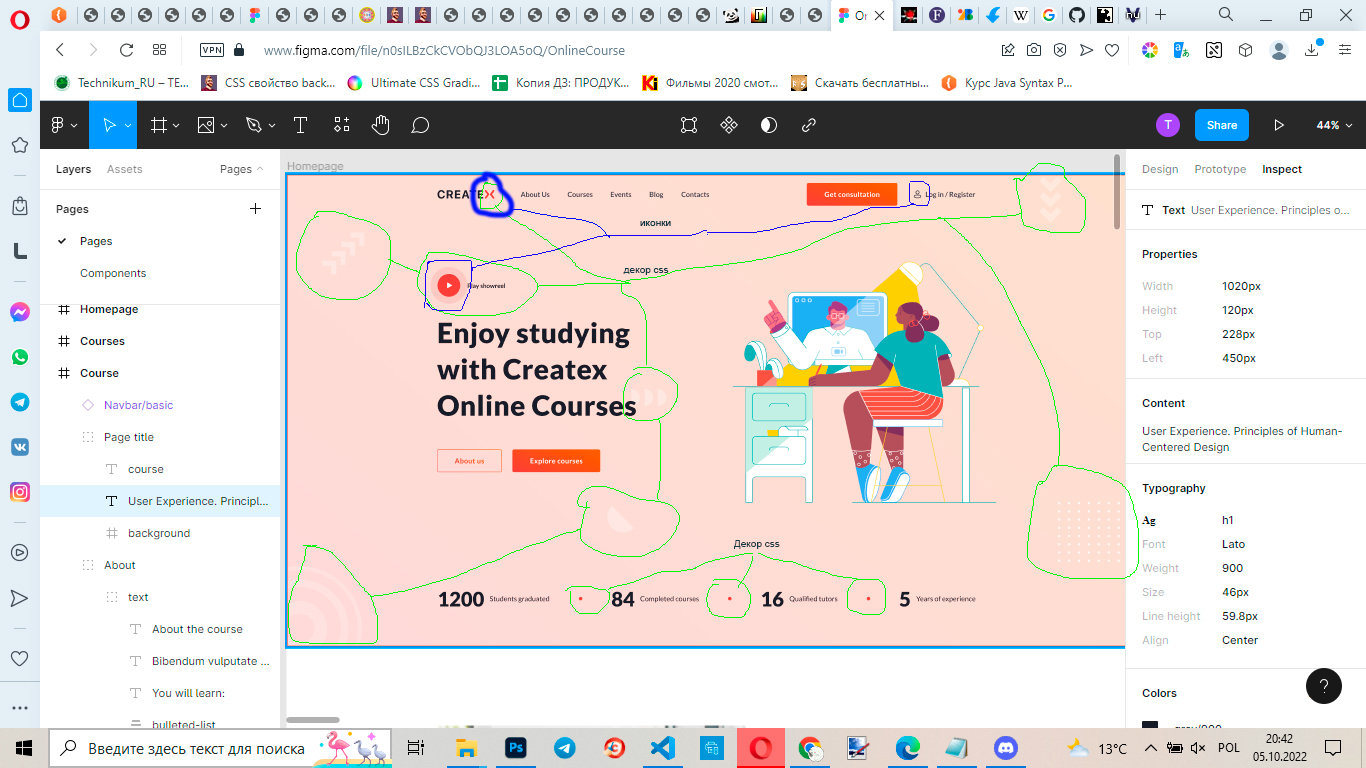 Or
VPN
www.figma.com/file/n0sILBzCkCVObQJ3LOA5oQ/OnlineCourse
Technikum_RU – TE...
CSS свойство back...
Ultimate CSS Gradi...
Копия ДЗ: ПРОДУК...
Фильмы 2020 смот...
Скачать бесплатны...
Курс Java Syntax P...
T
Share
44%
Layers
Assets
Pages
Pages
Pages
Components
Homepage
Courses
Course
Navbar/basic
Page title
course
User Experience. Principl...
background
About
text
About the course
Bibendum vulputate ...
You will learn:
bulleted-list
Homepage
CREATEX
About Us
Courses
Events
Blog
Contacts
Get consultation
Log in / Register
иконки
декор css
Play showreel
Enjoy studying
with Createx
Online Courses
About us
Explore courses
Декор css
1200 Students graduated
84 Completed courses
16 Qualified tutors
5 Years of experience
Design
Prototype
Inspect
Text User Experience. Principles o...
Properties
Width 1020px
Height 120px
Top 228px
Left 450px
Content
User Experience. Principles of Human-
Centered Design
Typography
Ag h1
Font Lato
Weight 900
Size 46px
Line height 59.8px
Align Center
Colors
?
Введите здесь текст для поиска
13°C
POL
20:42
05.10.2022